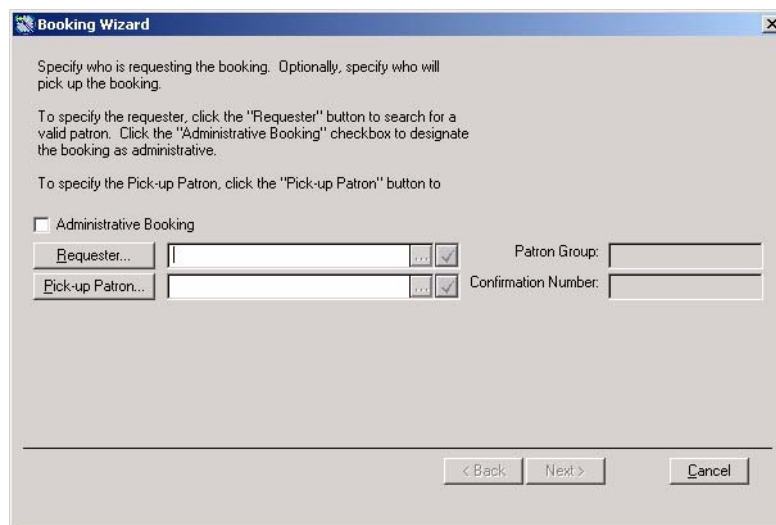 Booking Wizard
Specify who is requesting the booking. Optionally, specify who will
pick up the booking.
To specify the requester, click the "Requester" button to search for a
valid patron. Click the "Administrative Booking" checkbox to designate
the booking as administrative.
To specify the Pick-up Patron, click the "Pick-up Patron" button to
Administrative Booking
Requester... ... Patron Group:
Pick-up Patron... ... Confirmation Number:
< Back Next > Cancel